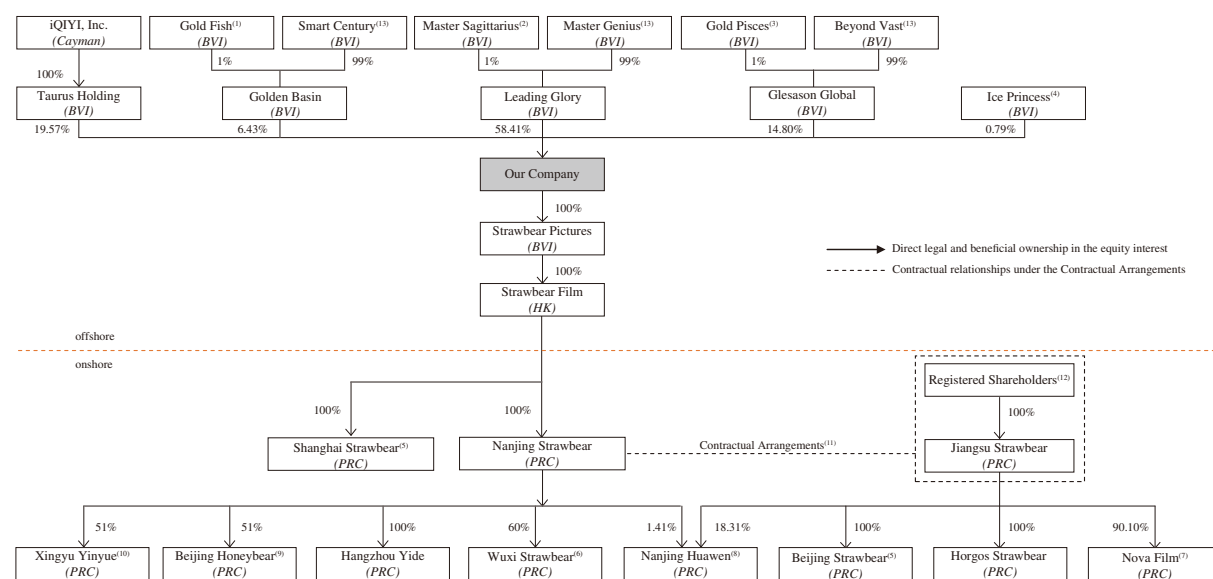 iQIYI, Inc.
(Cayman)
Gold Fish(1)
(BVI)
Smart Century(13)
(BVI)
Master Sagittarius(2)
(BVI)
Master Genius(13)
(BVI)
Gold Pisces(3)
(BVI)
Beyond Vast(13)
(BVI)
100%
1%
99%
1%
99%
1%
99%
Taurus Holding
(BVI)
Golden Basin
(BVI)
Leading Glory
(BVI)
Glesason Global
(BVI)
Ice Princess(4)
(BVI)
19.57%
6.43%
58.41%
14.80%
0.79%
Our Company
100%
Strawbear Pictures
(BVI)
Direct legal and beneficial ownership in the equity interest
Contractual relationships under the Contractual Arrangements
100%
Strawbear Film
(HK)
offshore
onshore
Registered Shareholders(12)
100%
100%
100%
Shanghai Strawbear(5)
(PRC)
Nanjing Strawbear
(PRC)
Contractual Arrangements(11)
Jiangsu Strawbear
(PRC)
51%
51%
100%
60%
1.41%
18.31%
100%
100%
90.10%
Xingyu Yinyue(10)
(PRC)
Beijing Honeybear(9)
(PRC)
Hangzhou Yide
(PRC)
Wuxi Strawbear(6)
(PRC)
Nanjing Huawen(8)
(PRC)
Beijing Strawbear(5)
(PRC)
Horgos Strawbear
(PRC)
Nova Film(7)
(PRC)